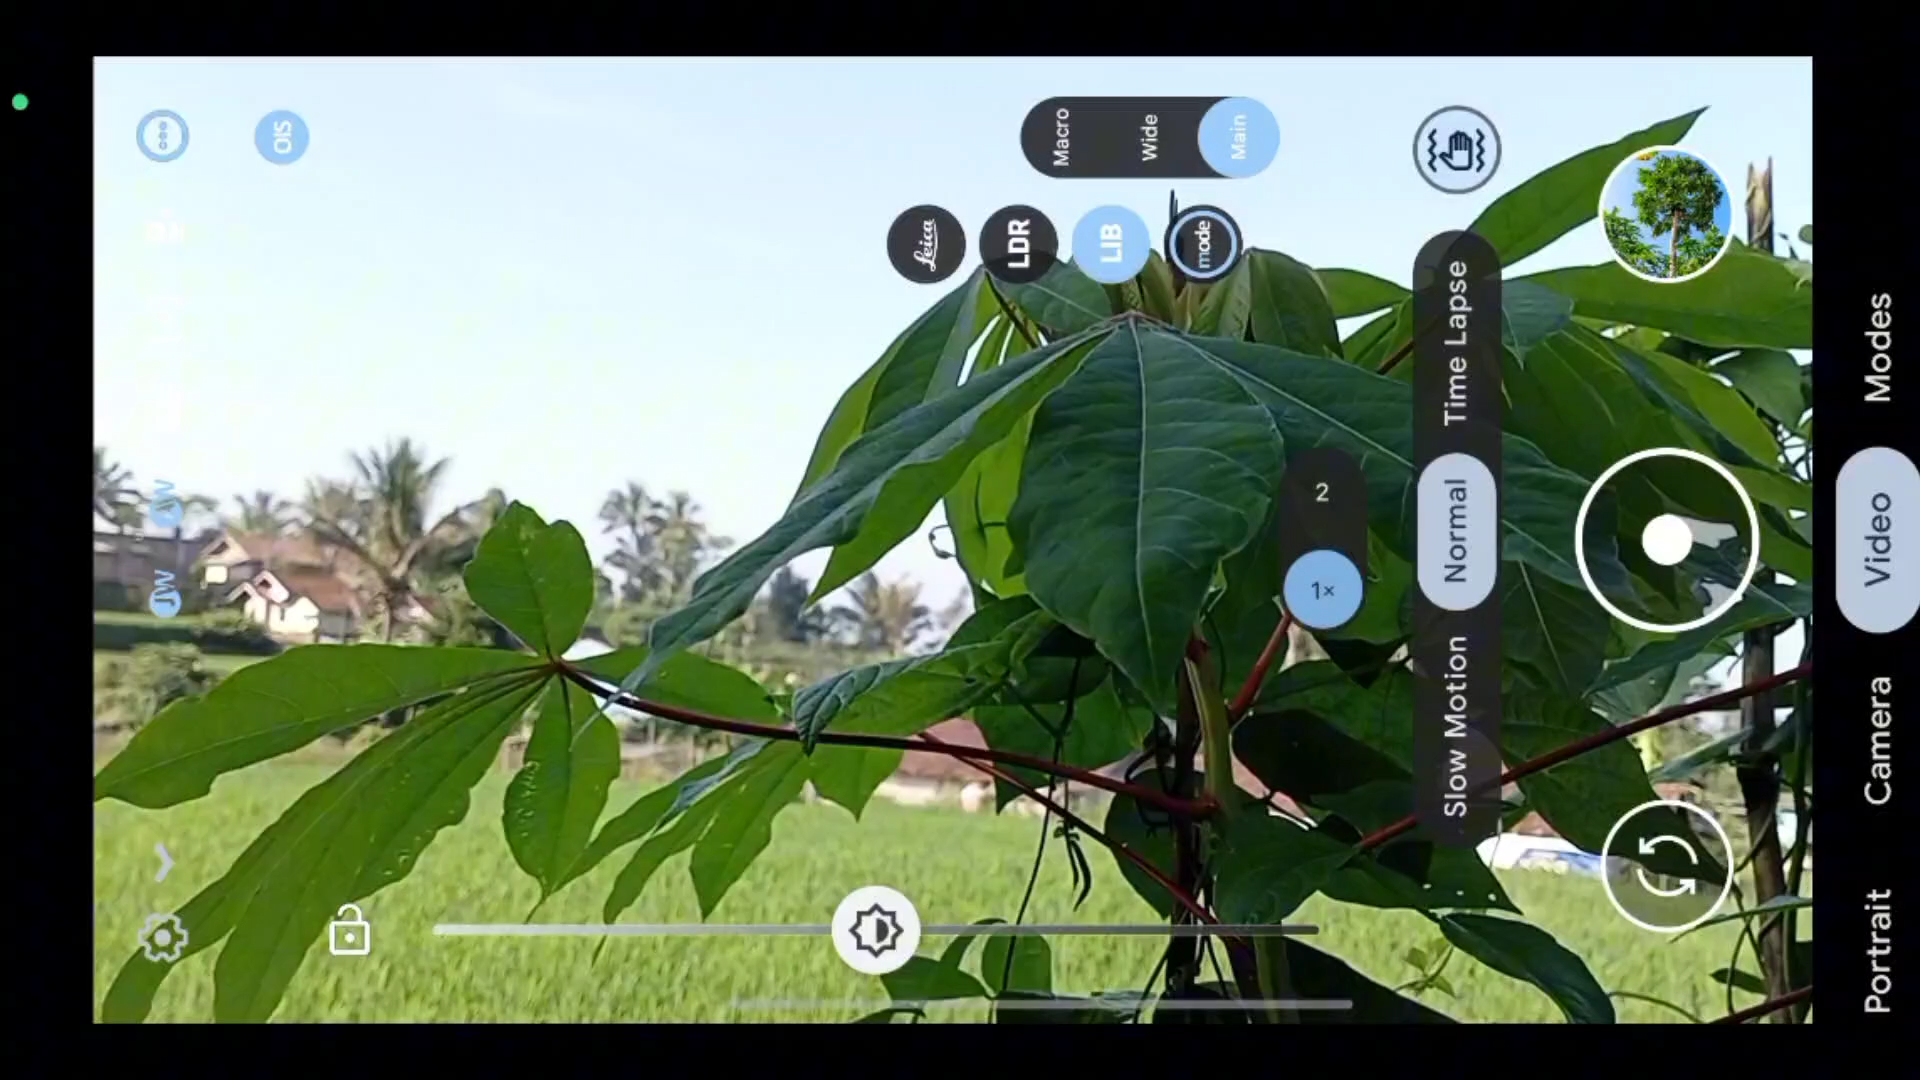 OIS
Macro
Wide
Main
Leica
LDR
LIB
mode
2
1×
Time Lapse
Normal
Slow Motion
Modes
Video
Camera
Portrait